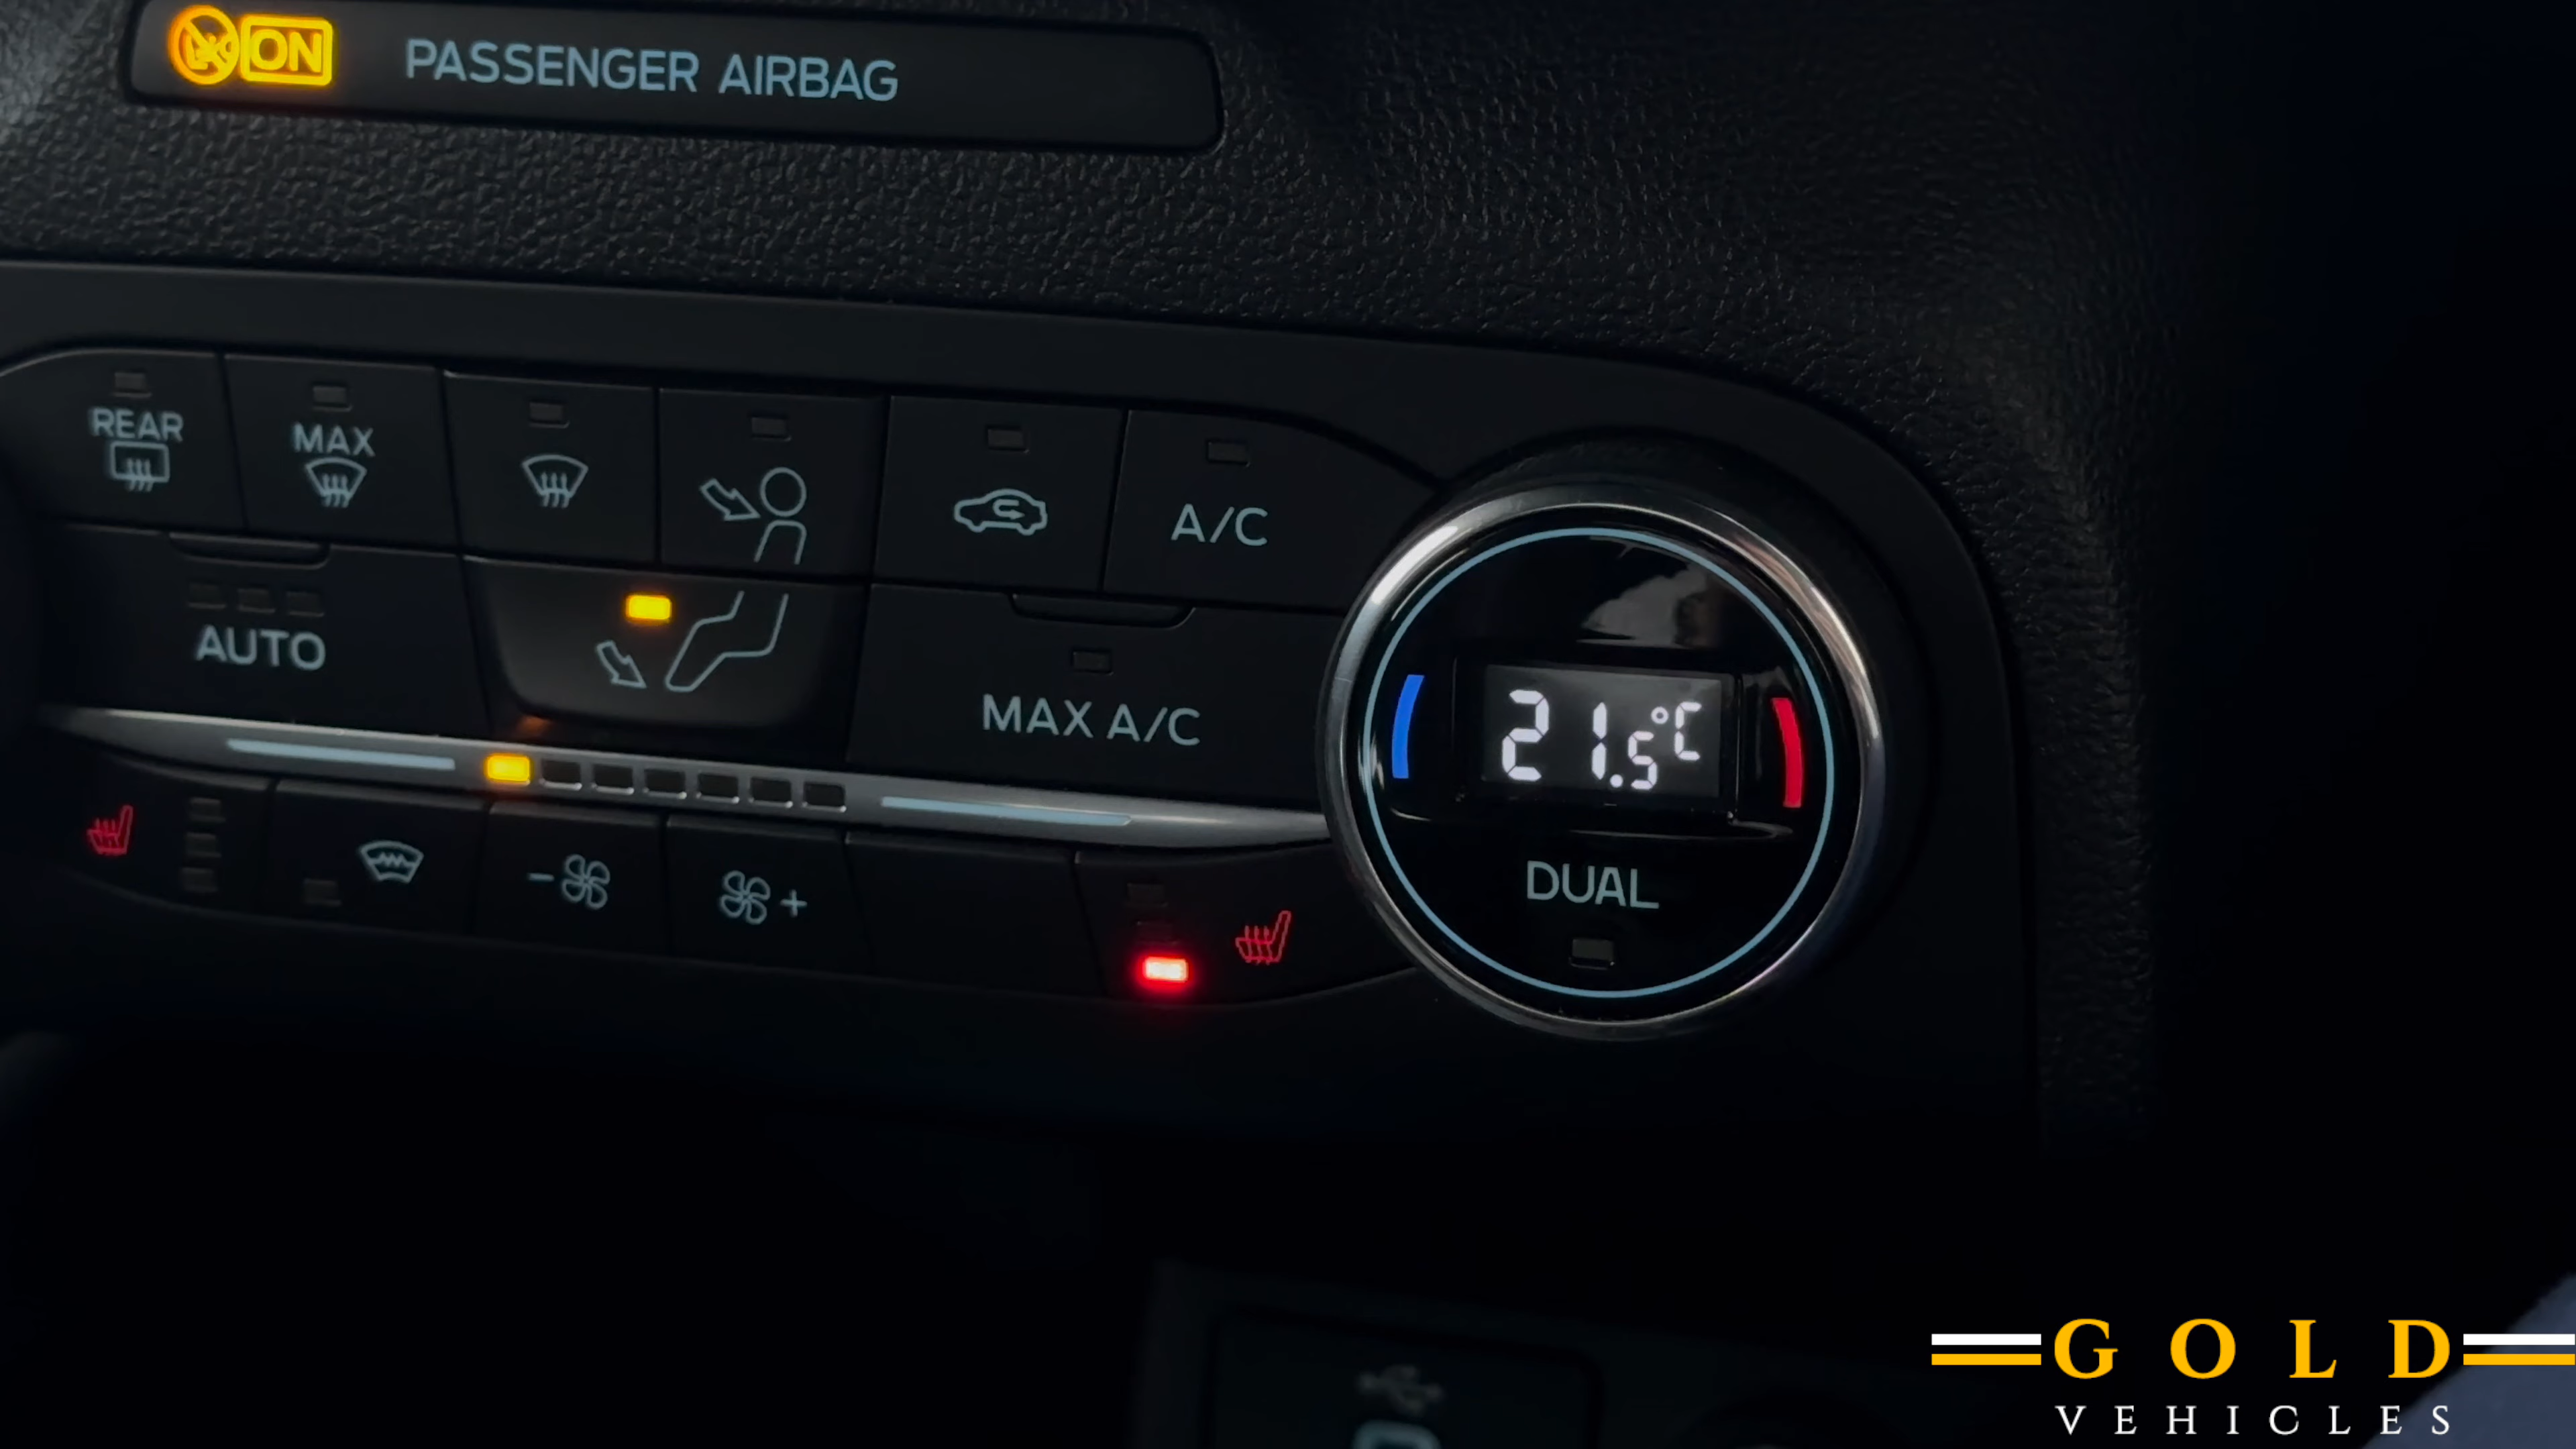 ON PASSENGER AIRBAG
REAR
MAX
A/C
AUTO
MAX A/C
21.5°C
DUAL
- +
GOLD
VEHICLES